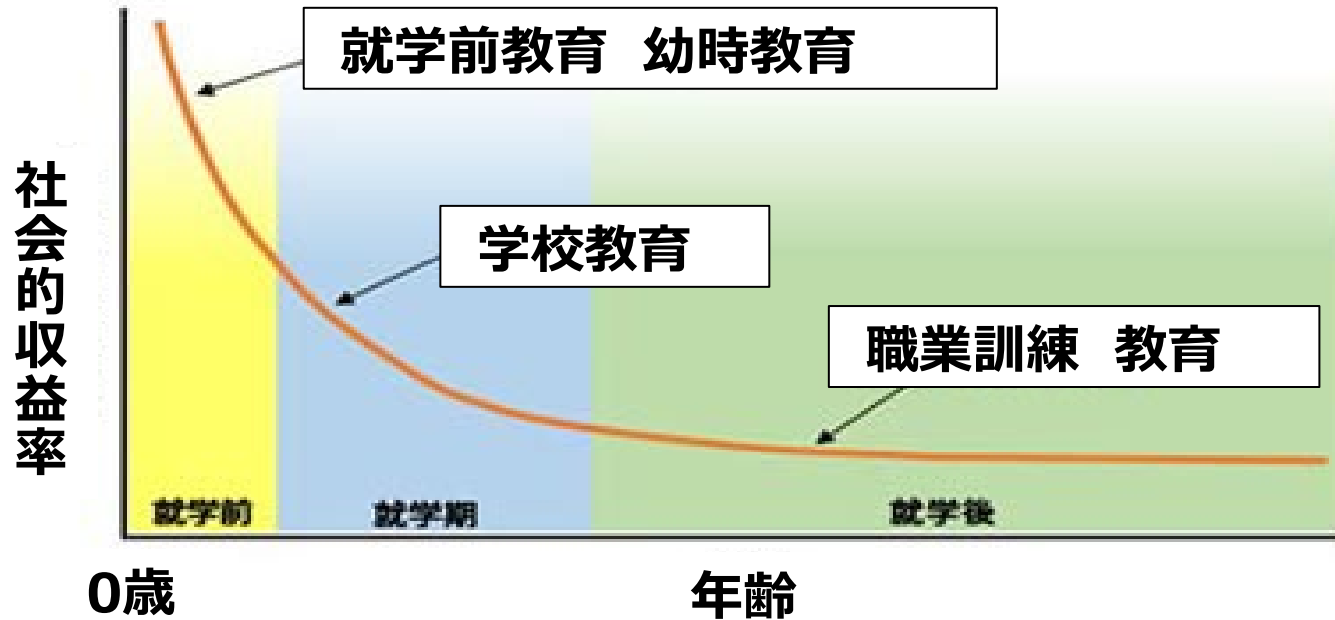 就学前教育 幼時教育
学校教育
職業訓練 教育
社会的収益率
就学前
就学期
就学後
0歳
年齢